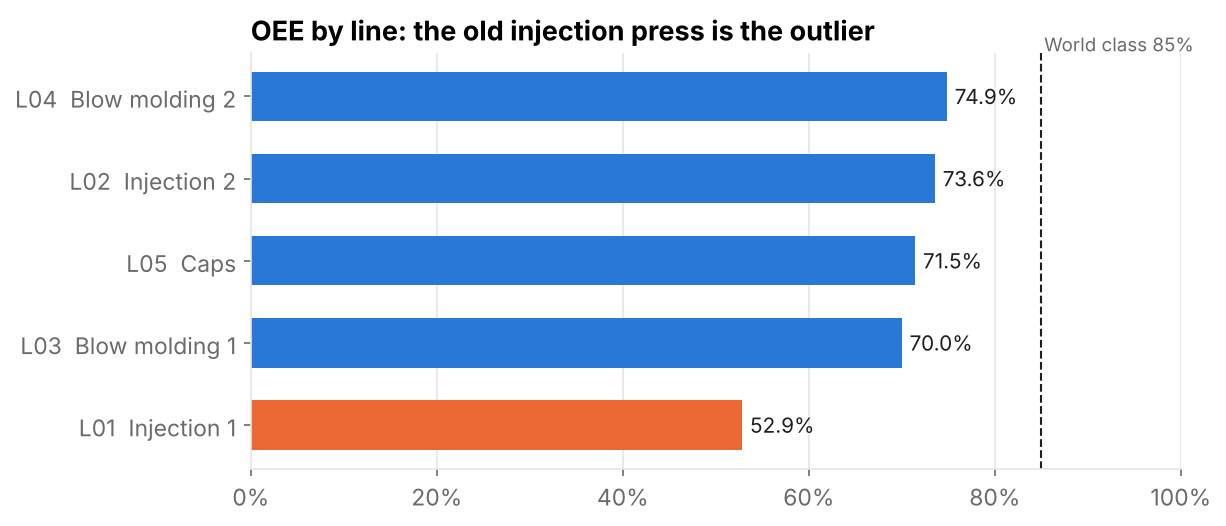 OEE by line: the old injection press is the outlier
World class 85%
L04 Blow molding 2 74.9%
L02 Injection 2 73.6%
L05 Caps 71.5%
L03 Blow molding 1 70.0%
L01 Injection 1 52.9%
0% 20% 40% 60% 80% 100%